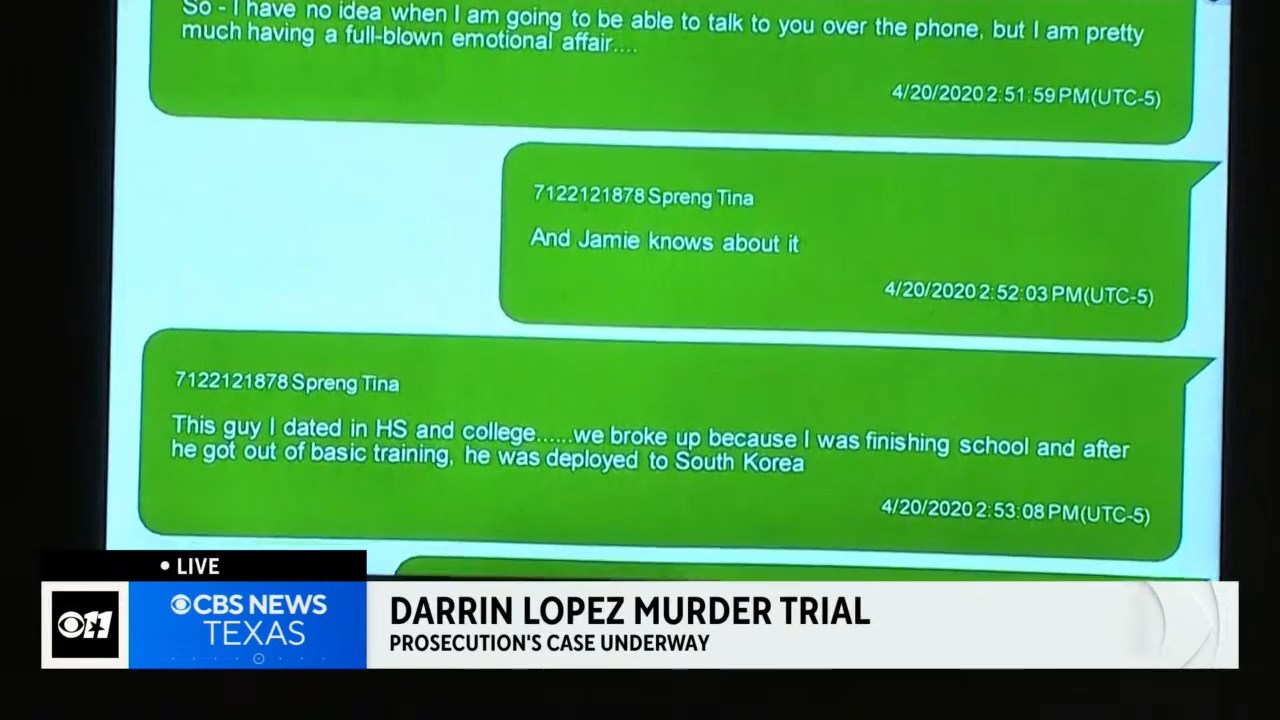 So - I have no idea when I am going to be able to talk to you over the phone, but I am pretty
much having a full-blown emotional affair....
4/20/2020 2:51:59 PM(UTC-5)
7122121878 Spreng Tina
And Jamie knows about it
4/20/2020 2:52:03 PM(UTC-5)
7122121878 Spreng Tina
This guy I dated in HS and college......we broke up because I was finishing school and after
he got out of basic training, he was deployed to South Korea
4/20/2020 2:53:08 PM(UTC-5)
• LIVE
11
CBS NEWS
TEXAS
DARRIN LOPEZ MURDER TRIAL
PROSECUTION'S CASE UNDERWAY